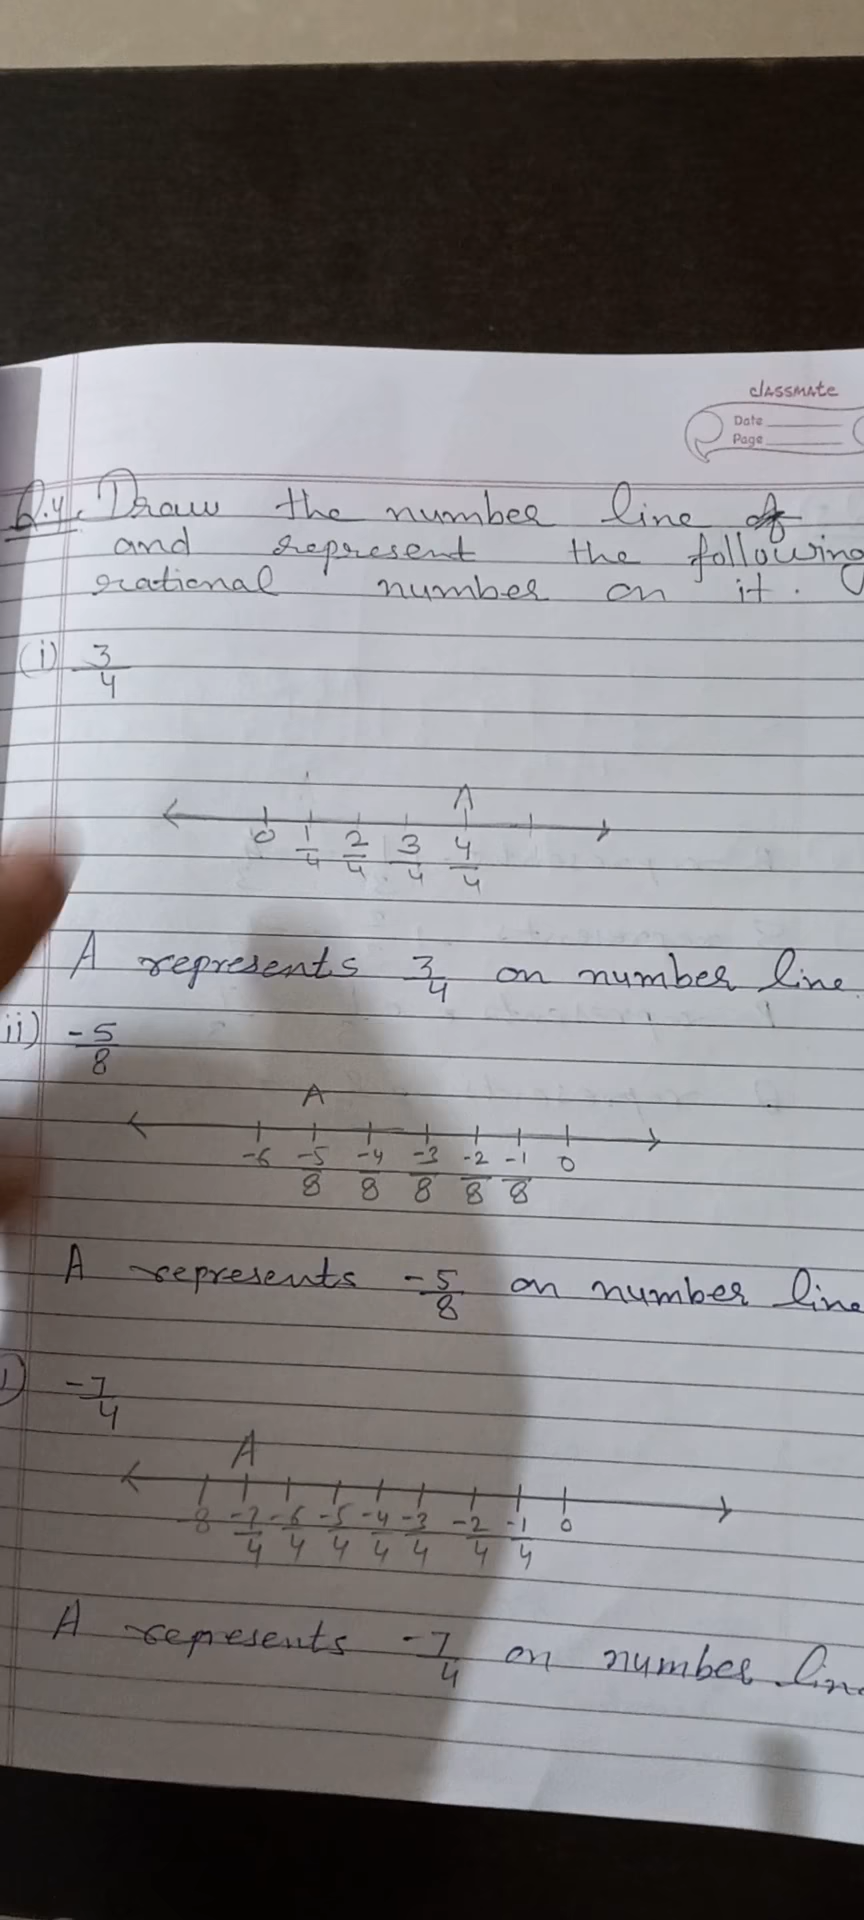 classmate
Date
Page
Q.4. Draw the number line
and represent the following
rational number on it.
(i) 3/4
A
0 1/4 2/4 3/4 4/4
A represents 3/4 on number line.
ii) -5/8
A
-6 -5/8 -4/8 -3/8 -2/8 -1/8 0
A represents -5/8 on number line
-7/4
A
-8 -7/4 -6/4 -5/4 -4/4 -3/4 -2/4 -1/4 0
A represents -7/4 on number line